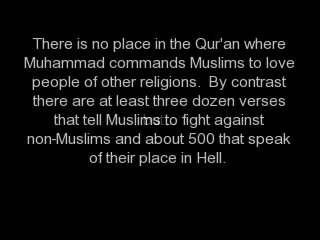 There is no place in the Qur'an where
Muhammad commands Muslims to love
people of other religions.  By contrast
there are at least three dozen verses
that tell Muslims to fight against
non-Muslims and about 500 that speak
of their place in Hell.